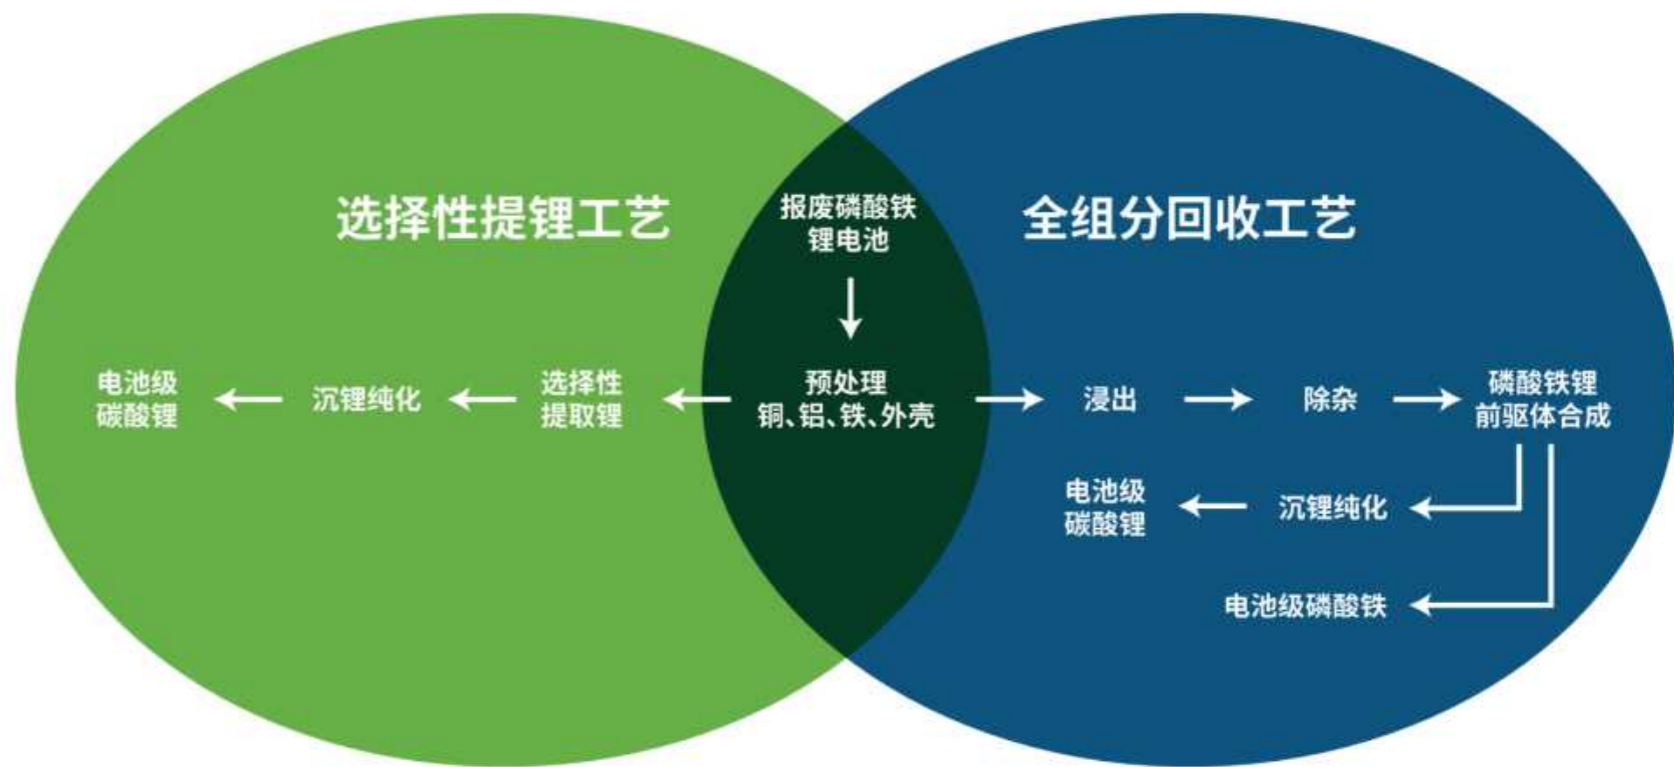 选择性提锂工艺
报废磷酸铁
锂电池
全组分回收工艺
电池级
碳酸锂
沉锂纯化
选择性
提取锂
预处理
铜、铝、铁、外壳
浸出
除杂
磷酸铁锂
前驱体合成
电池级
碳酸锂
沉锂纯化
电池级磷酸铁